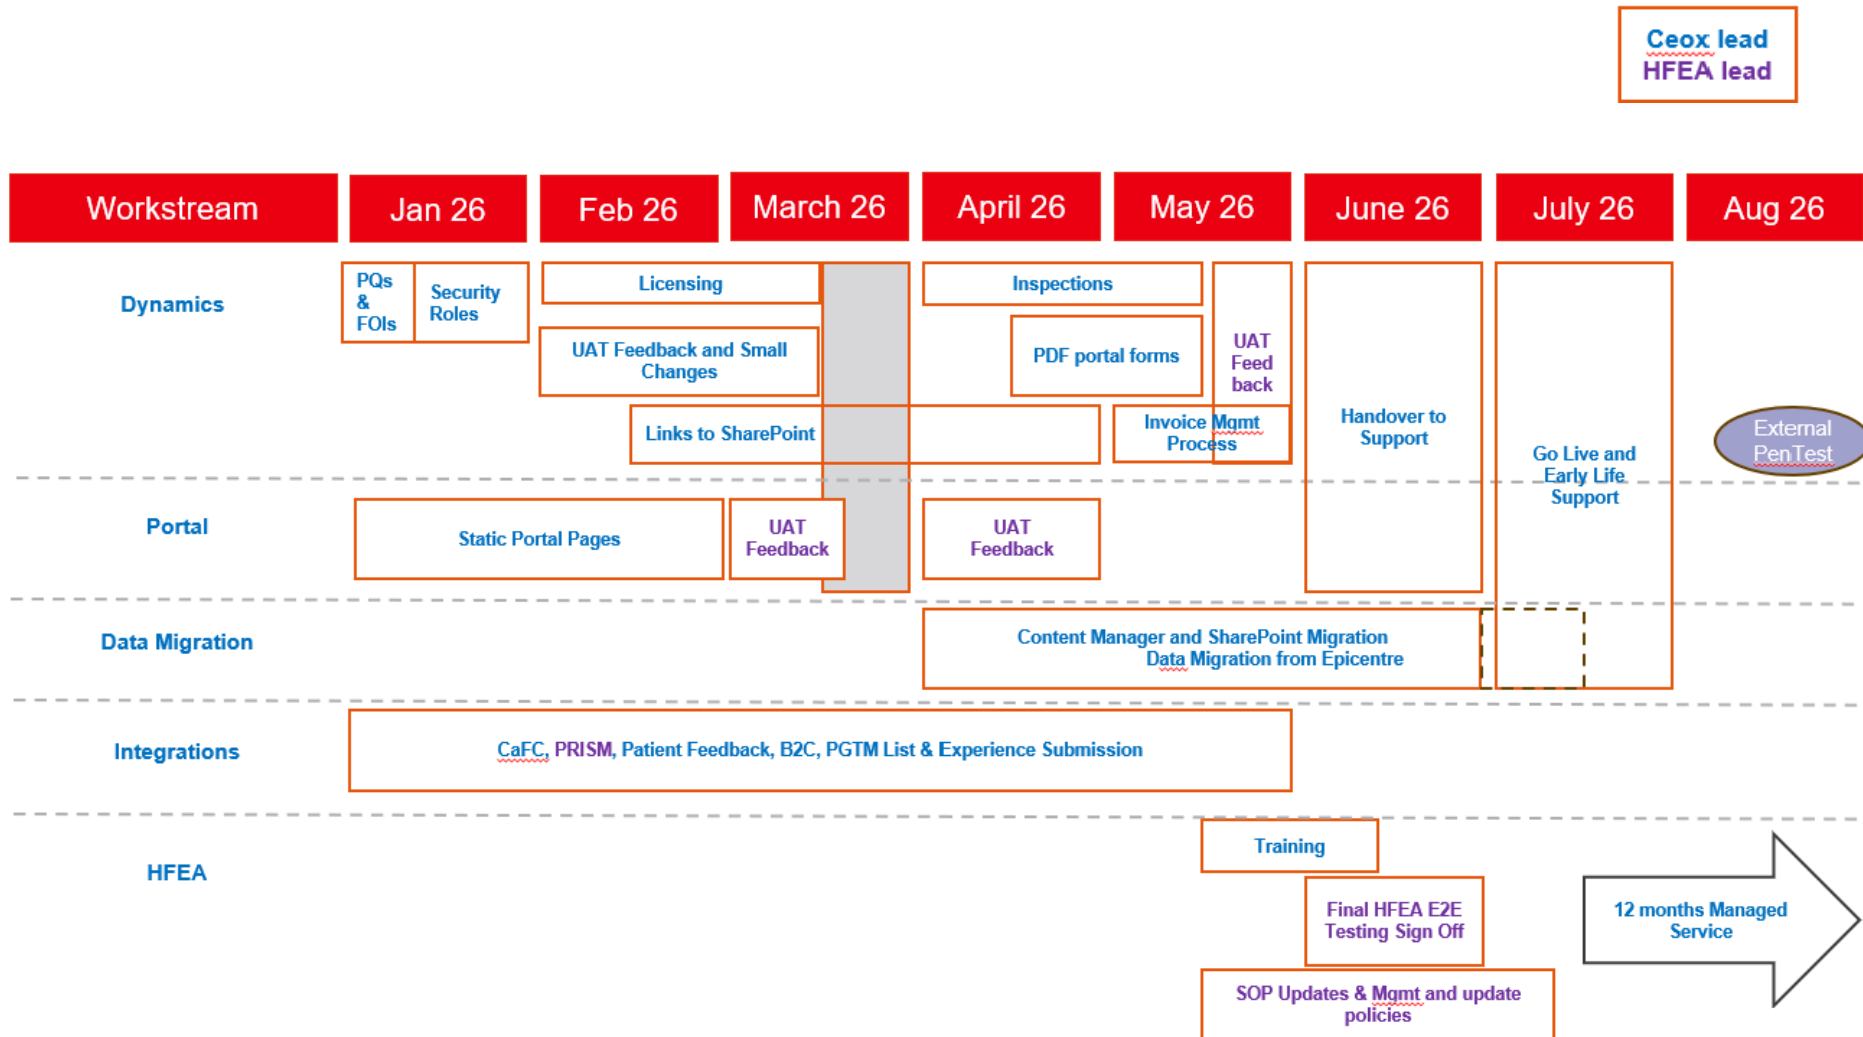 Ceox lead
HFEA lead
Workstream
Jan 26
Feb 26
March 26
April 26
May 26
June 26
July 26
Aug 26
Dynamics
PQs
&
FOIs
Security
Roles
Licensing
UAT Feedback and Small
Changes
Links to SharePoint
Inspections
PDF portal forms
Invoice Mgmt
Process
UAT
Feed
back
Handover to
Support
Go Live and
Early Life
Support
External
PenTest
Portal
Static Portal Pages
UAT
Feedback
UAT
Feedback
Data Migration
Content Manager and SharePoint Migration
Data Migration from Epicentre
Integrations
CaFC, PRISM, Patient Feedback, B2C, PGTM List & Experience Submission
HFEA
Training
Final HFEA E2E
Testing Sign Off
12 months Managed
Service
SOP Updates & Mgmt and update
policies